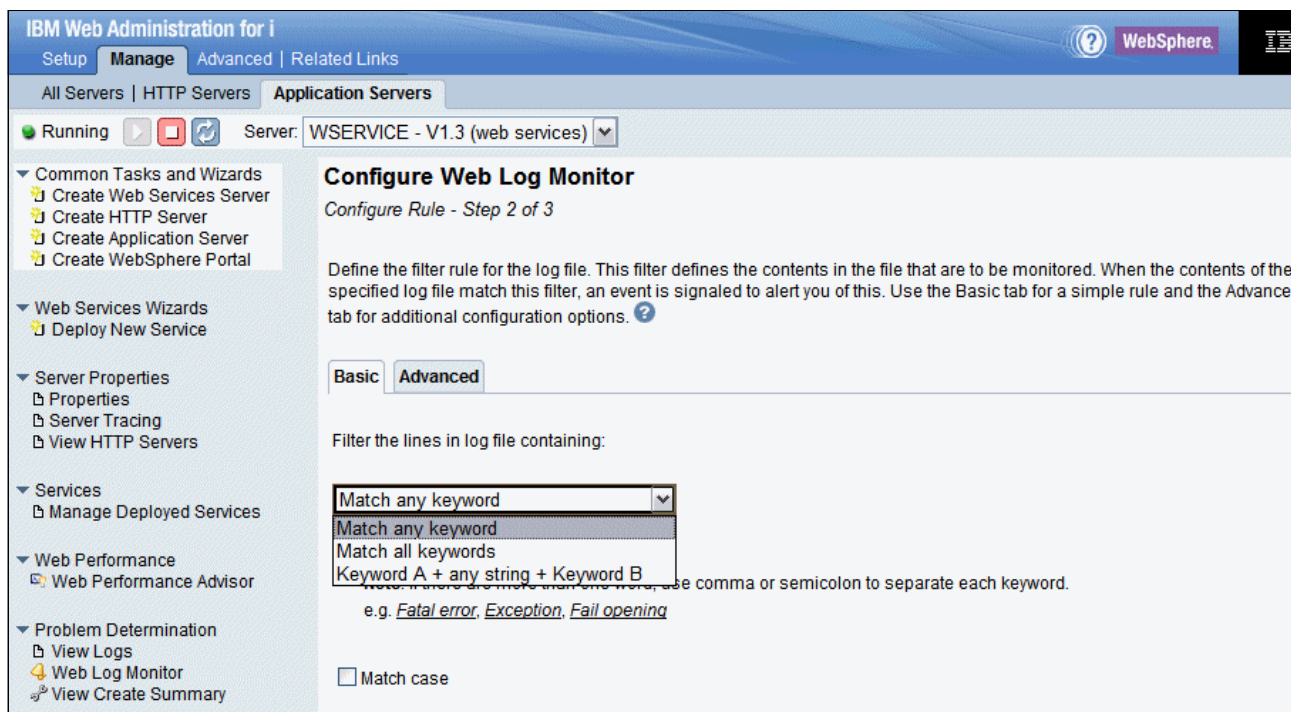 IBM Web Administration for i
Setup Manage Advanced | Related Links
WebSphere.
IBM
All Servers | HTTP Servers Application Servers
Running Server: WSERVICE - V1.3 (web services)
Common Tasks and Wizards
Create Web Services Server
Create HTTP Server
Create Application Server
Create WebSphere Portal
Web Services Wizards
Deploy New Service
Server Properties
Properties
Server Tracing
View HTTP Servers
Services
Manage Deployed Services
Web Performance
Web Performance Advisor
Problem Determination
View Logs
Web Log Monitor
View Create Summary
Configure Web Log Monitor
Configure Rule - Step 2 of 3
Define the filter rule for the log file. This filter defines the contents in the file that are to be monitored. When the contents of the
specified log file match this filter, an event is signaled to alert you of this. Use the Basic tab for a simple rule and the Advance
tab for additional configuration options. ?
Basic Advanced
Filter the lines in log file containing:
Match any keyword
Match any keyword
Match all keywords
Keyword A + any string + Keyword B
use comma or semicolon to separate each keyword.
e.g. Fatal error, Exception, Fail opening
Match case